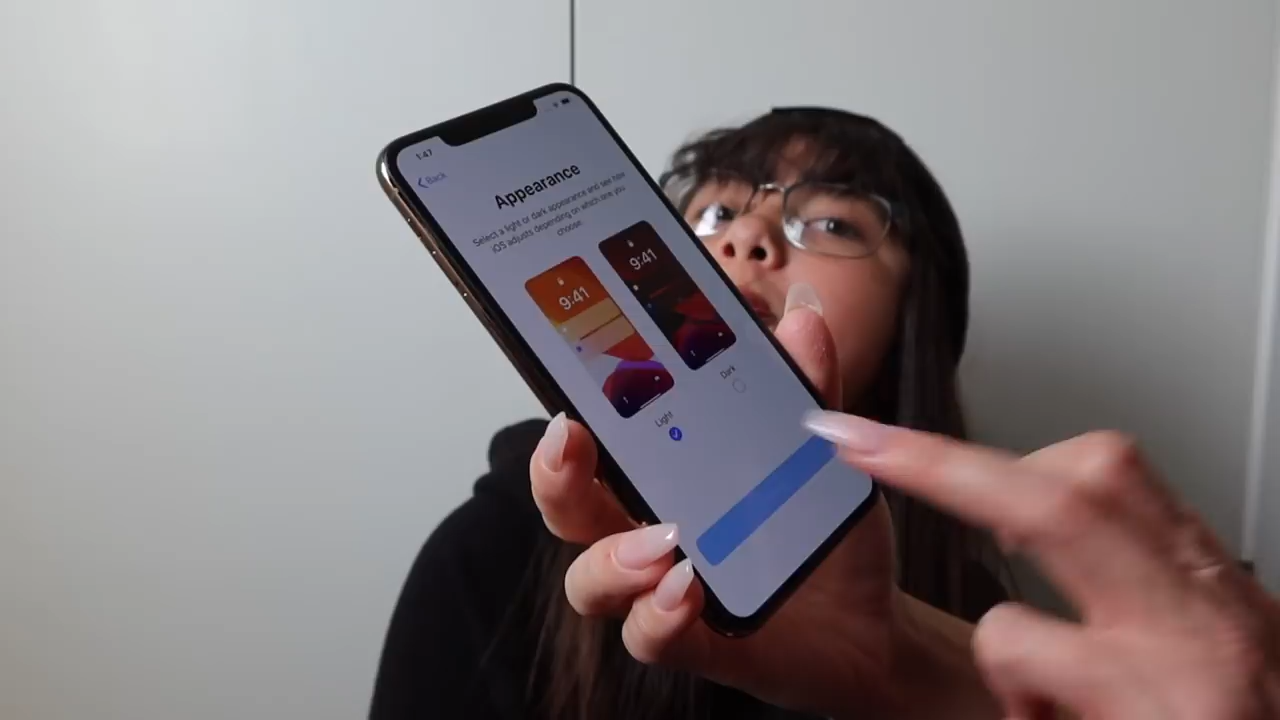 1:47
Back
Appearance
Select a light or dark appearance and see how
iOS adjusts depending on which one you
choose.
9:41
9:41
Light
Dark